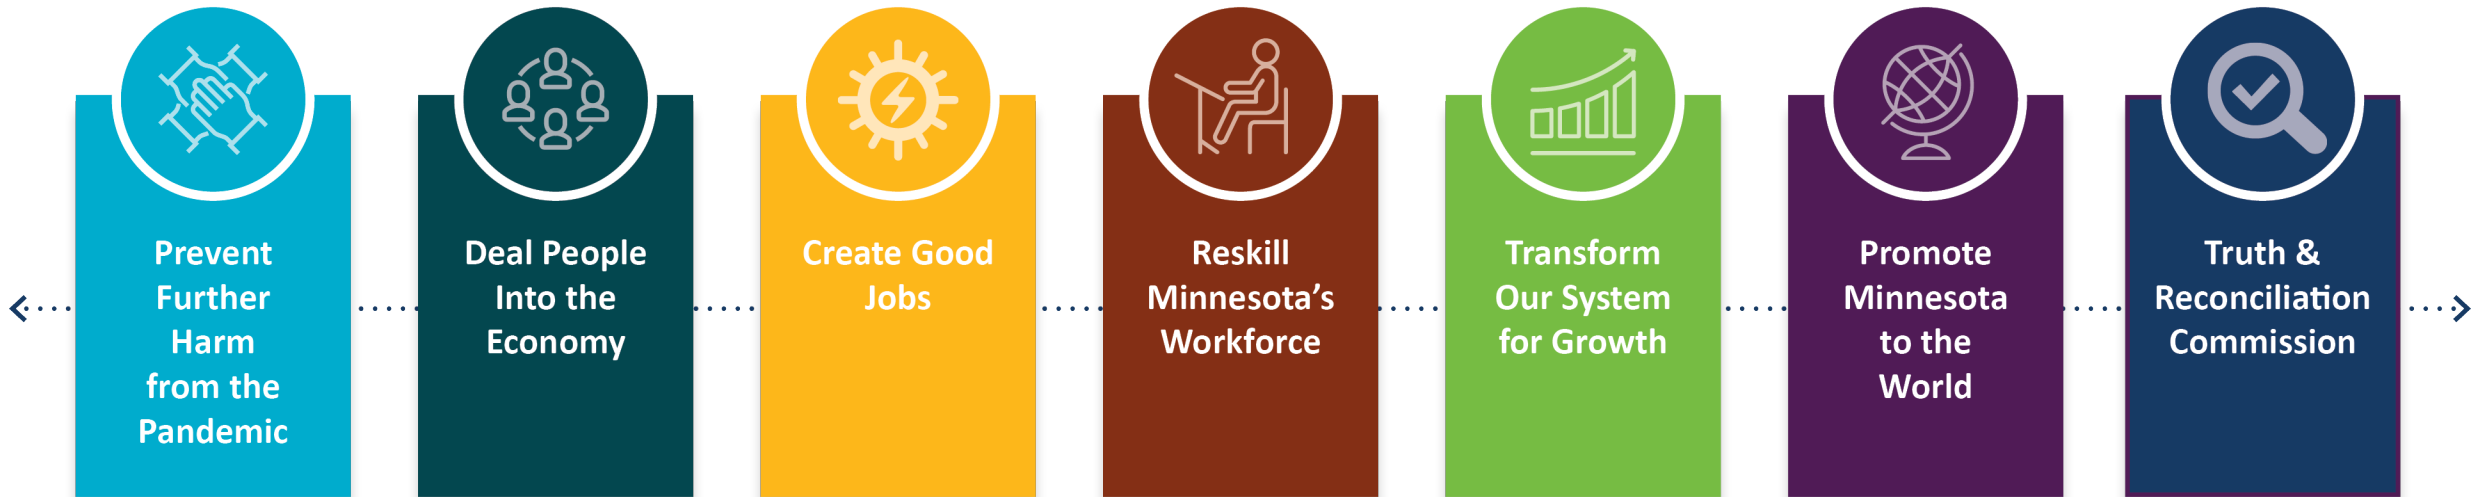 Prevent
Further
Harm
from the
Pandemic
Deal People
Into the
Economy
Create Good
Jobs
Reskill
Minnesota's
Workforce
Transform
Our System
for Growth
Promote
Minnesota
to the
World
Truth &
Reconciliation
Commission